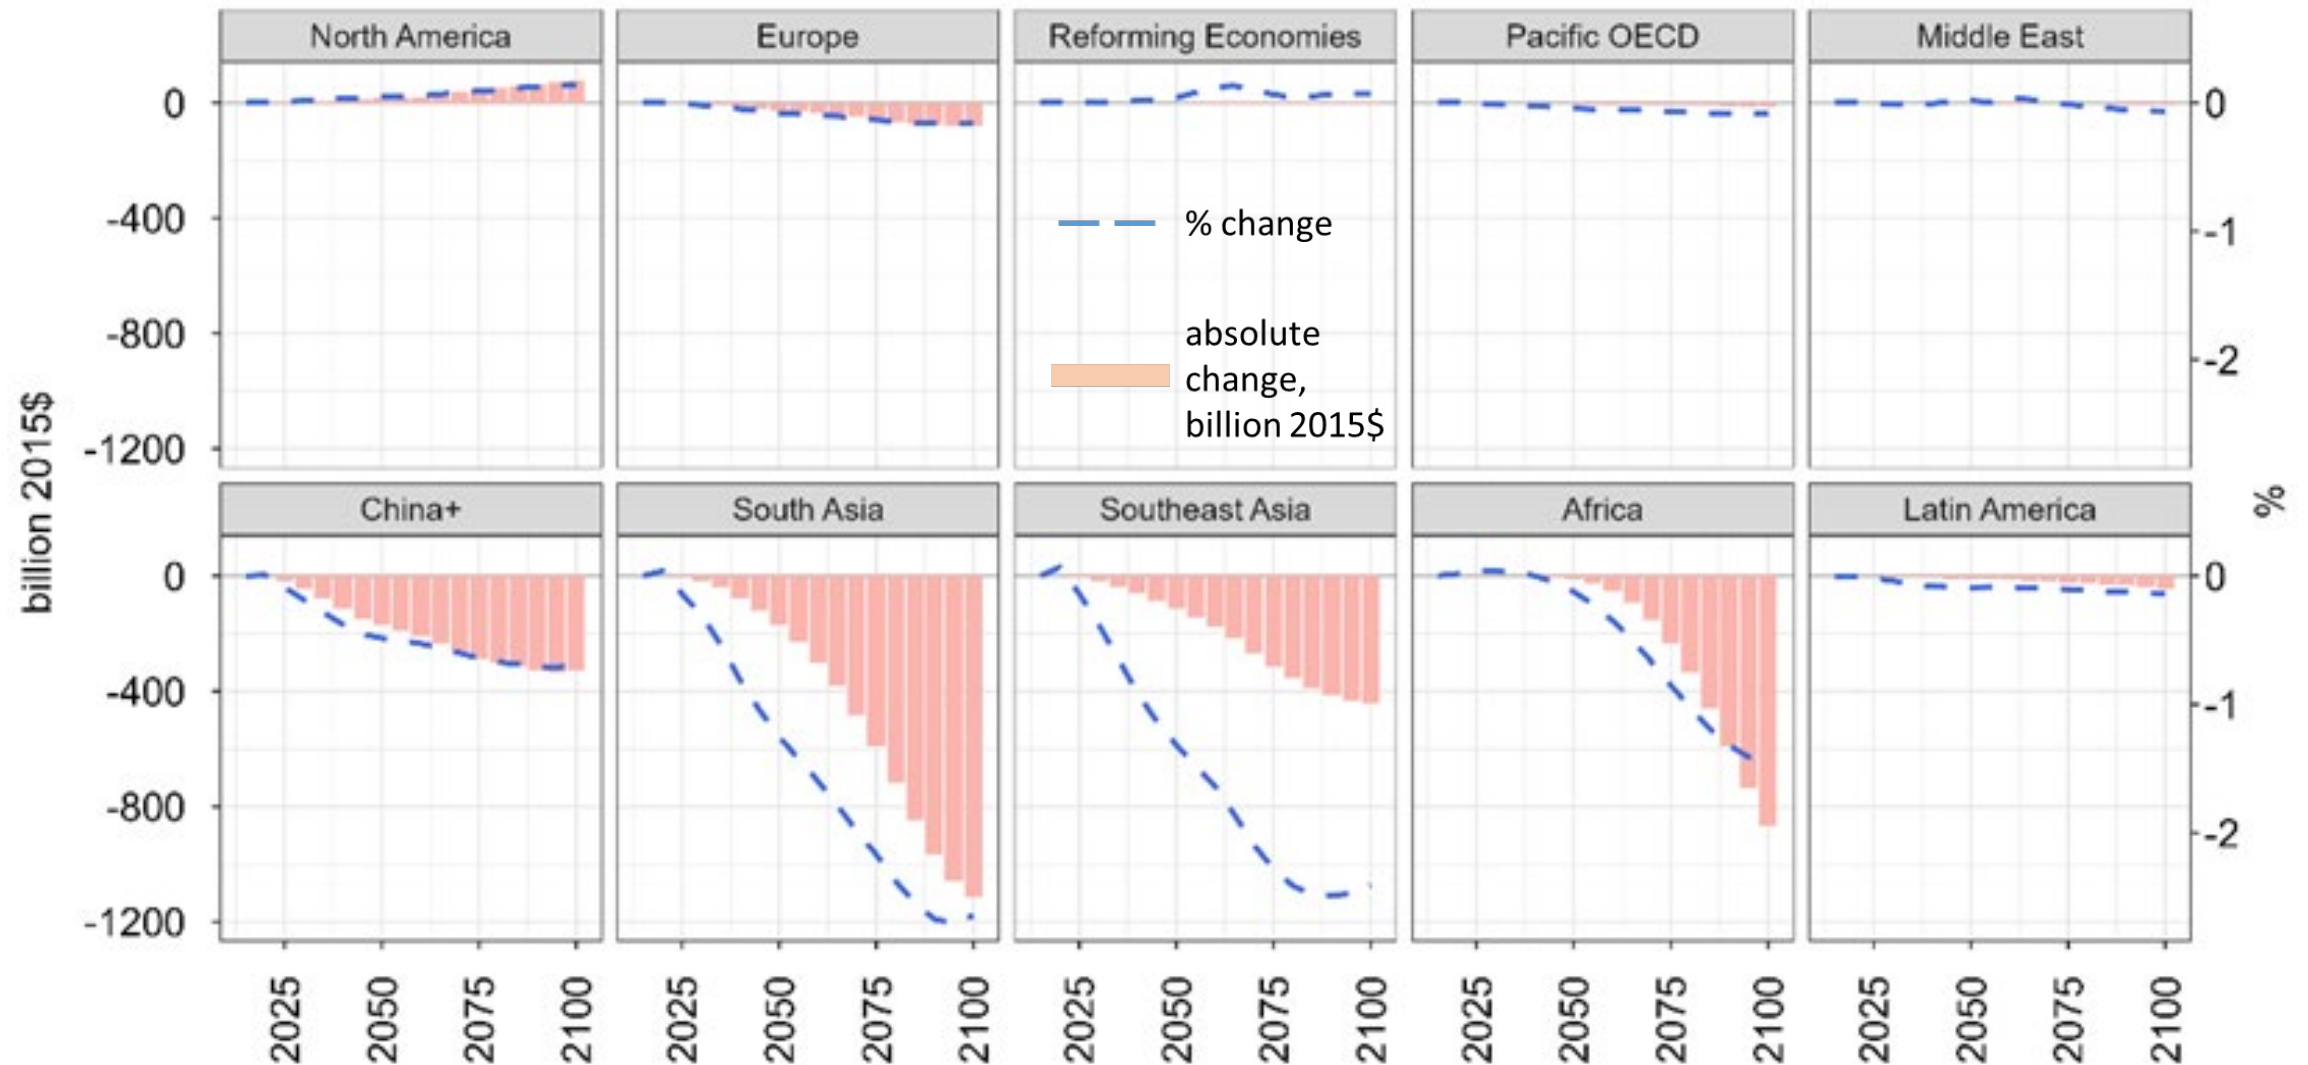 North America
Europe
Reforming Economies
Pacific OECD
Middle East
0
-400
-800
-1200
% change
absolute
change,
billion 2015$
0
-1
-2
billion 2015$
%
China+
South Asia
Southeast Asia
Africa
Latin America
0
-400
-800
-1200
0
-1
-2
2025 2050 2075 2100
2025 2050 2075 2100
2025 2050 2075 2100
2025 2050 2075 2100
2025 2050 2075 2100